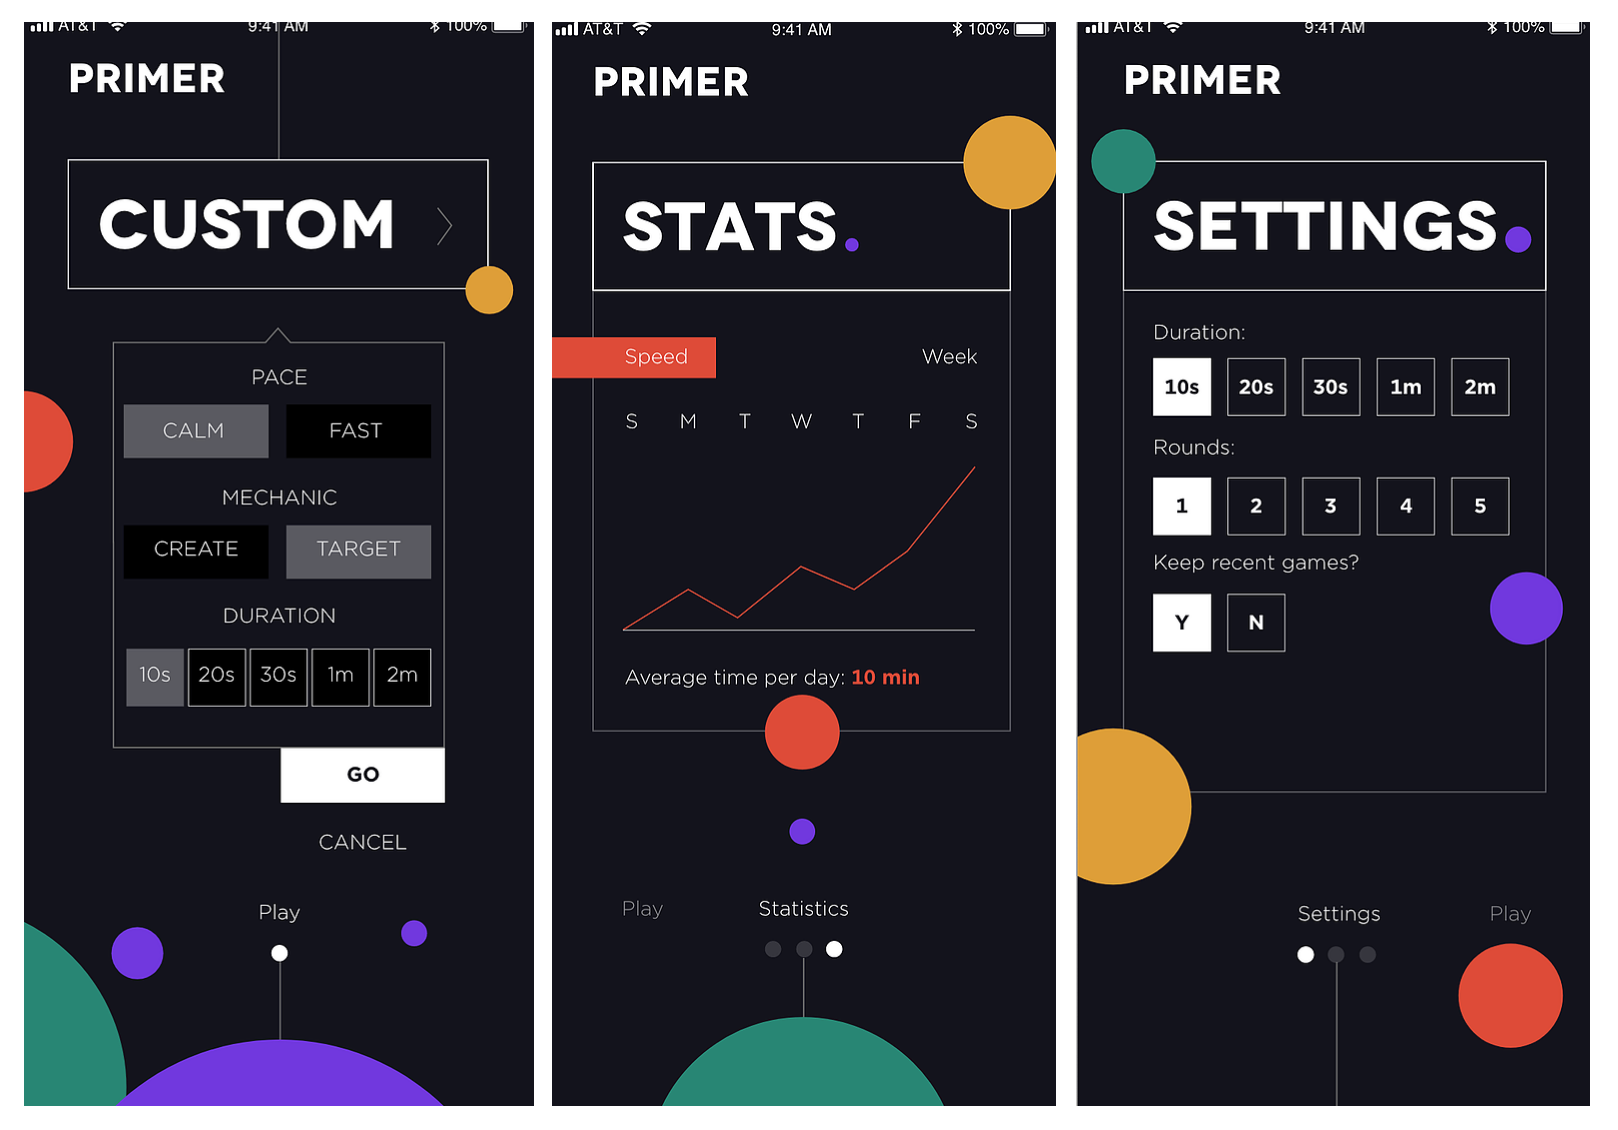 AT&T 9:41 AM 100%
PRIMER
CUSTOM
PACE
CALM FAST
MECHANIC
CREATE TARGET
DURATION
10s 20s 30s 1m 2m
GO
CANCEL
Play
AT&T 9:41 AM 100%
PRIMER
STATS.
Speed Week
S M T W T F S
Average time per day: 10 min
Play Statistics
AT&T 9:41 AM 100%
PRIMER
SETTINGS.
Duration:
10s 20s 30s 1m 2m
Rounds:
1 2 3 4 5
Keep recent games?
Y N
Settings Play